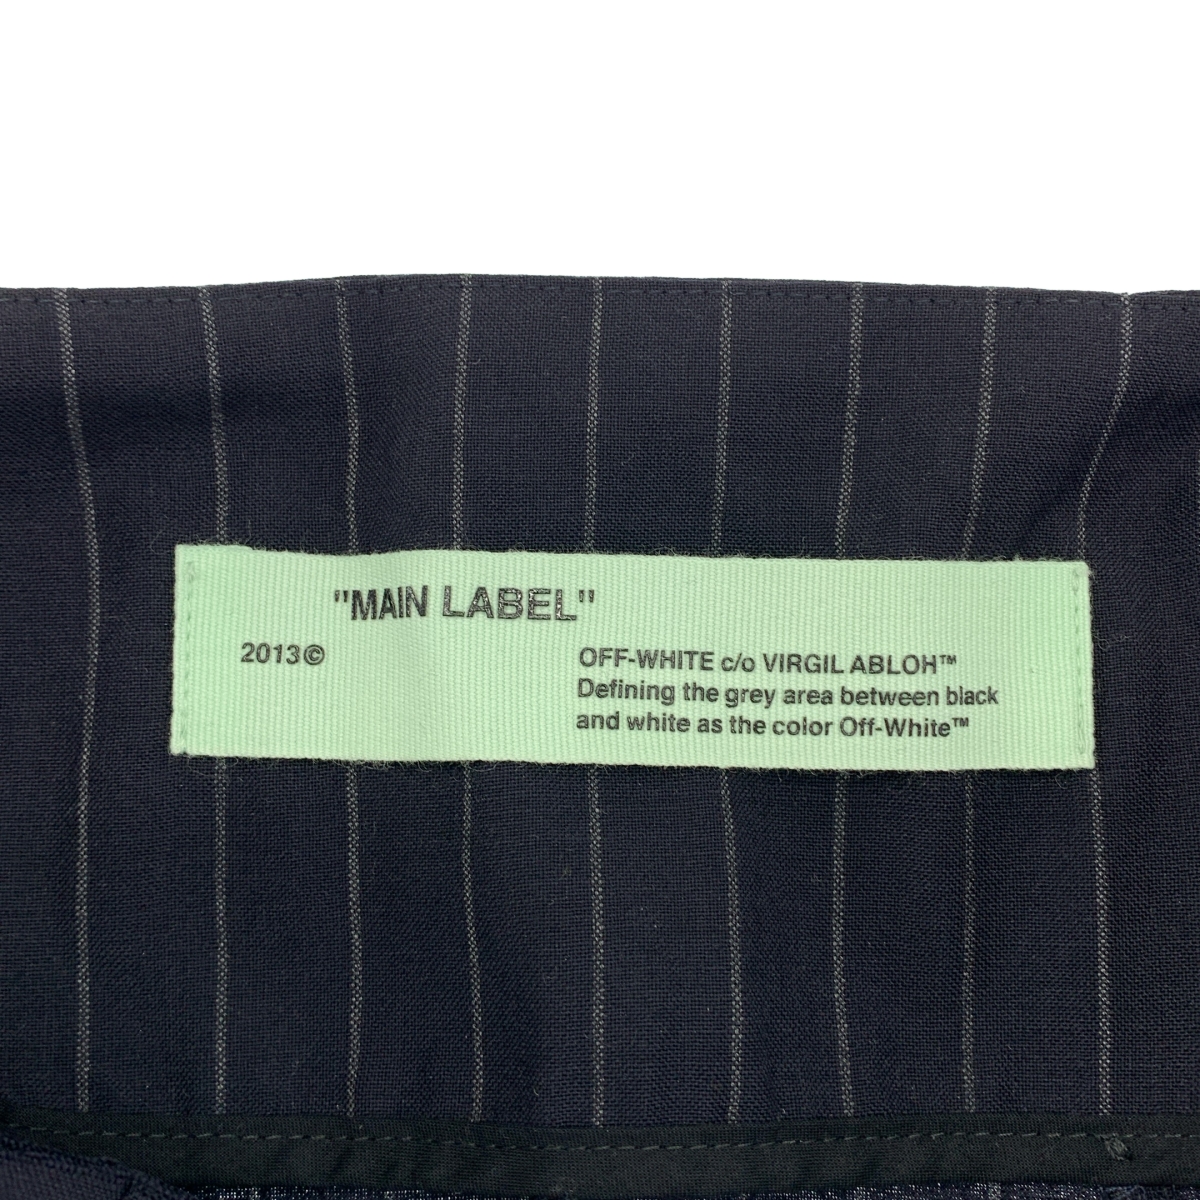 "MAIN LABEL"
2013©
OFF-WHITE c/o VIRGIL ABLOH™
Defining the grey area between black
and white as the color Off-White™